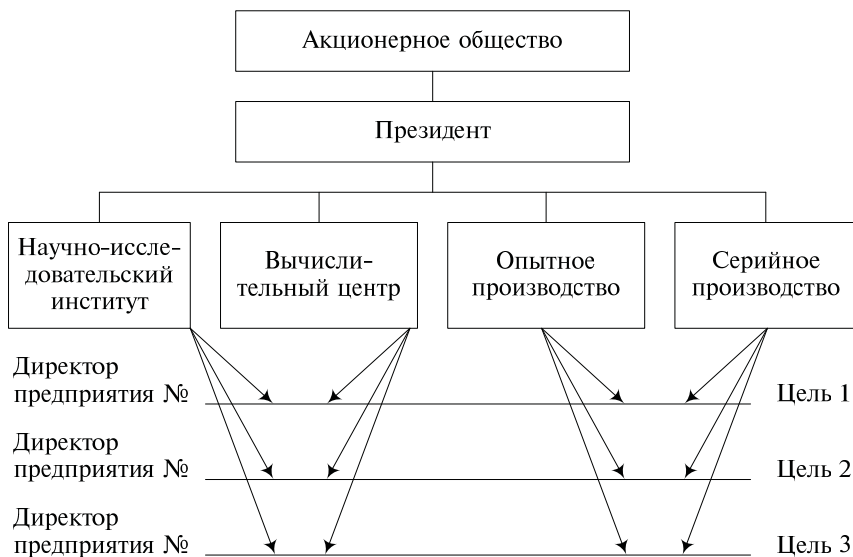 Акционерное общество
Президент
Научно-иссле-
довательский
институт
Вычисли-
тельный центр
Опытное
производство
Серийное
производство
Директор
предприятия №
Цель 1
Директор
предприятия №
Цель 2
Директор
предприятия №
Цель 3